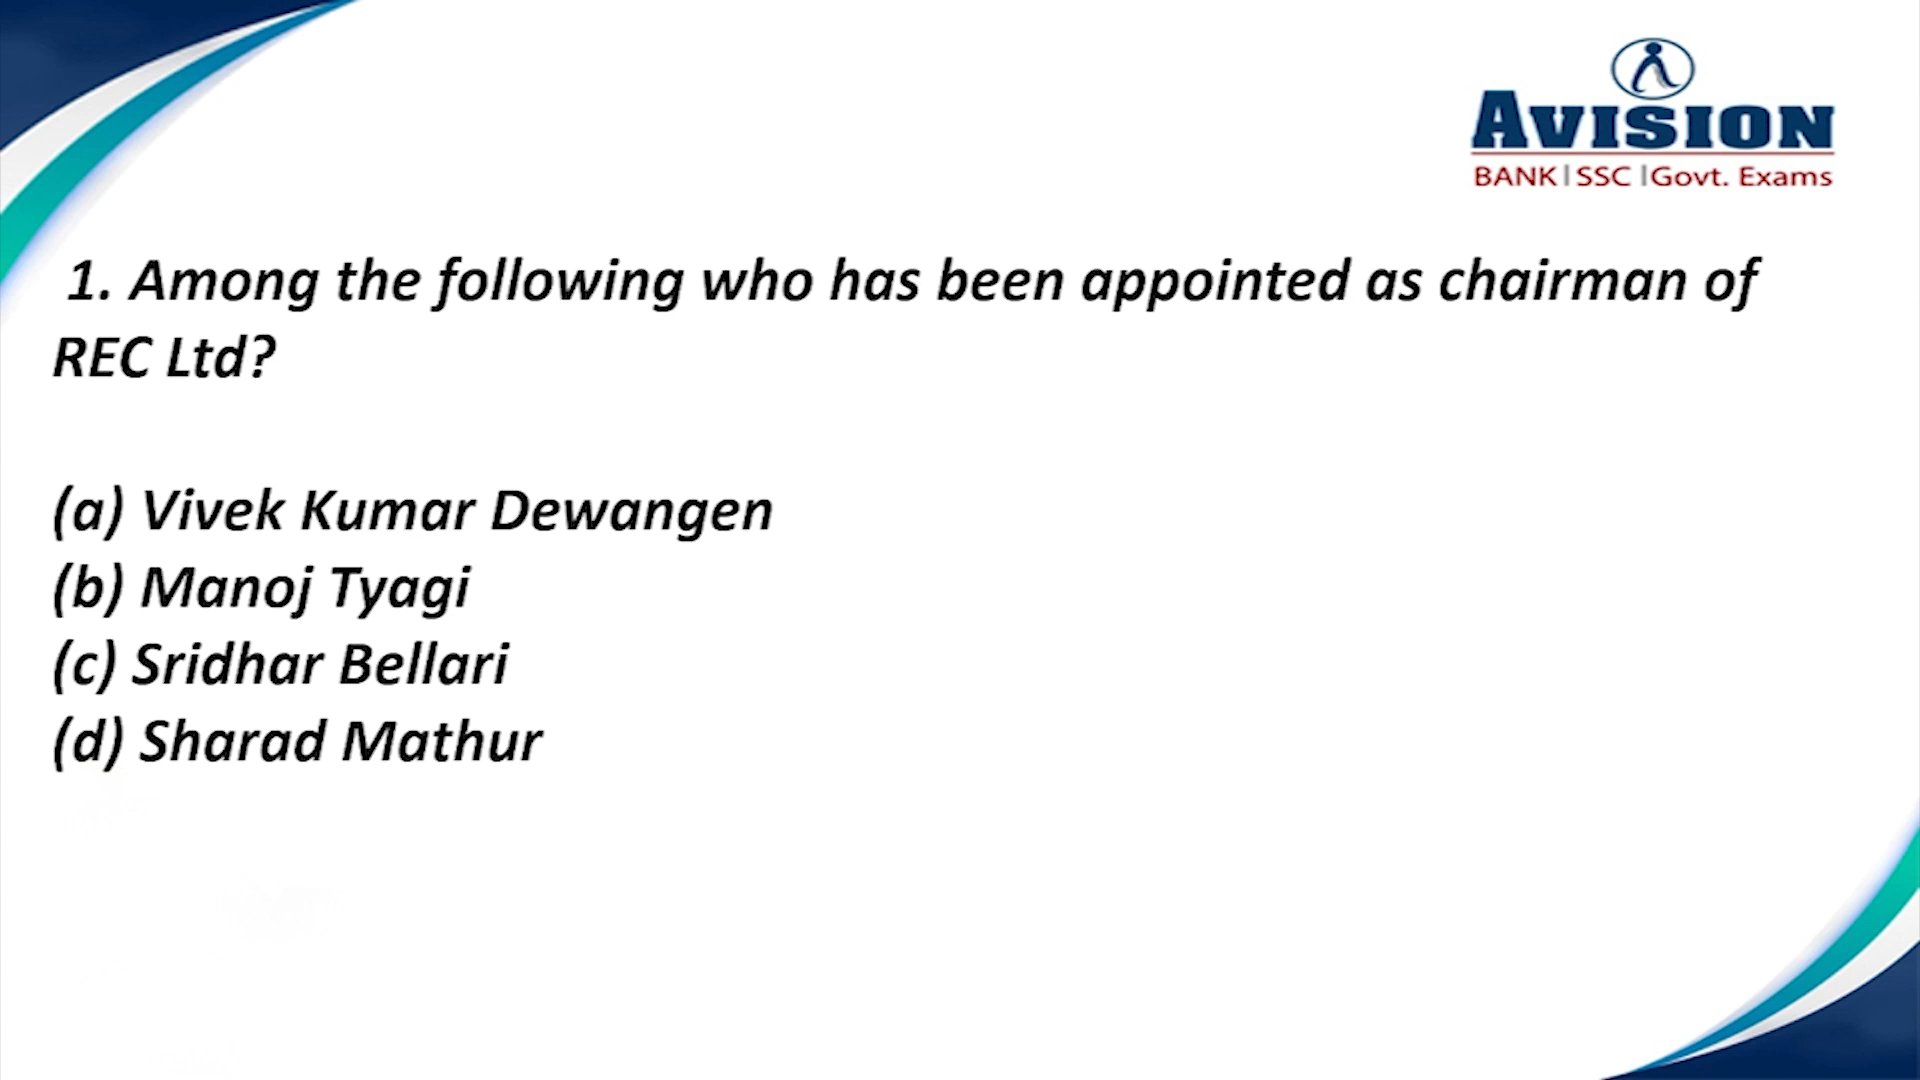 AVISION
BANK | SSC | Govt. Exams
1. Among the following who has been appointed as chairman of
REC Ltd?
(a) Vivek Kumar Dewangen
(b) Manoj Tyagi
(c) Sridhar Bellari
(d) Sharad Mathur